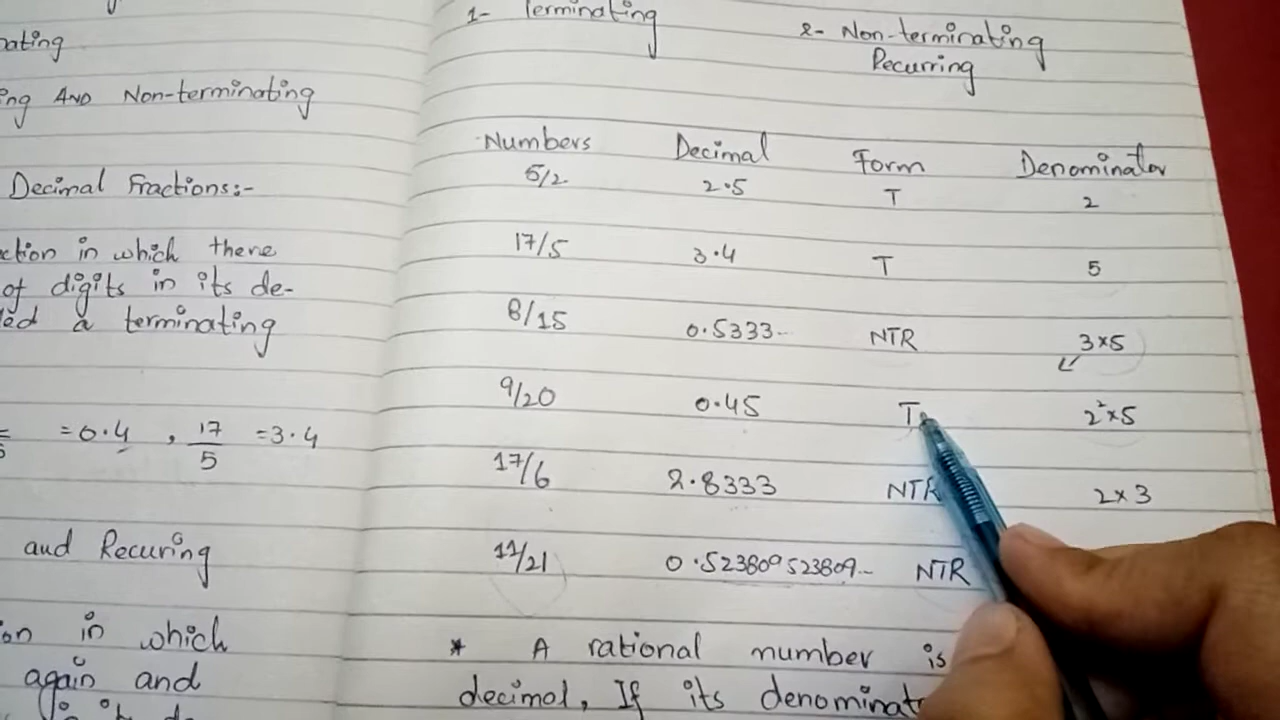 ating
ing AND Non-terminating
Decimal Fractions:-
ction in which there
of digits in its de-
led a terminating
=0.4 , 17/5 =3.4
and Recuring
ion in which
again and
1- Terminating
2- Non-terminating
Recurring
Numbers Decimal Form Denominator
5/2 2.5 T 2
17/5 3.4 T 5
8/15 0.5333-- NTR 3×5
9/20 0.45 T 2²×5
17/6 2.8333 NTR 2×3
11/21 0.523809523809-- NTR
* A rational number is
decimal, If its denominat